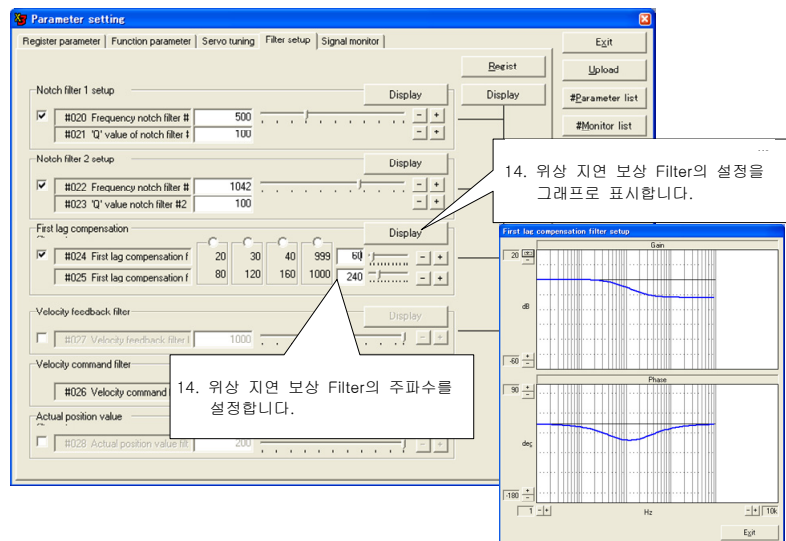 Parameter setting
Register parameter Function parameter Servo tuning Filter setup Signal monitor
Exit
Regist
Upload
Notch filter 1 setup
Display
Display
#Parameter list
#020 Frequency notch filter #
500
- +
#021 'Q' value of notch filter #
100
- +
#Monitor list
Notch filter 2 setup
Display
#022 Frequency notch filter #
1042
- +
#023 'Q' value notch filter #2
100
- +
...
14. 위상 지연 보상 Filter의 설정을
그래프로 표시합니다.
First lag compensation
Display
#024 First lag compensation f
20 30 40 999 60
- +
#025 First lag compensation f
80 120 160 1000 240
- +
Velocity feedback filter
Display
#027 Velocity feedback filter f
1000
- +
Velocity command filter
#026 Velocity command
14. 위상 지연 보상 Filter의 주파수를
설정합니다.
Actual position value
#028 Actual position value filt
200
- +
First lag compensation filter setup
Gain
20 + -
dB
-60 + -
Phase
90 + -
deg
-180 + -
1 - +
Hz
- + 10k
Exit